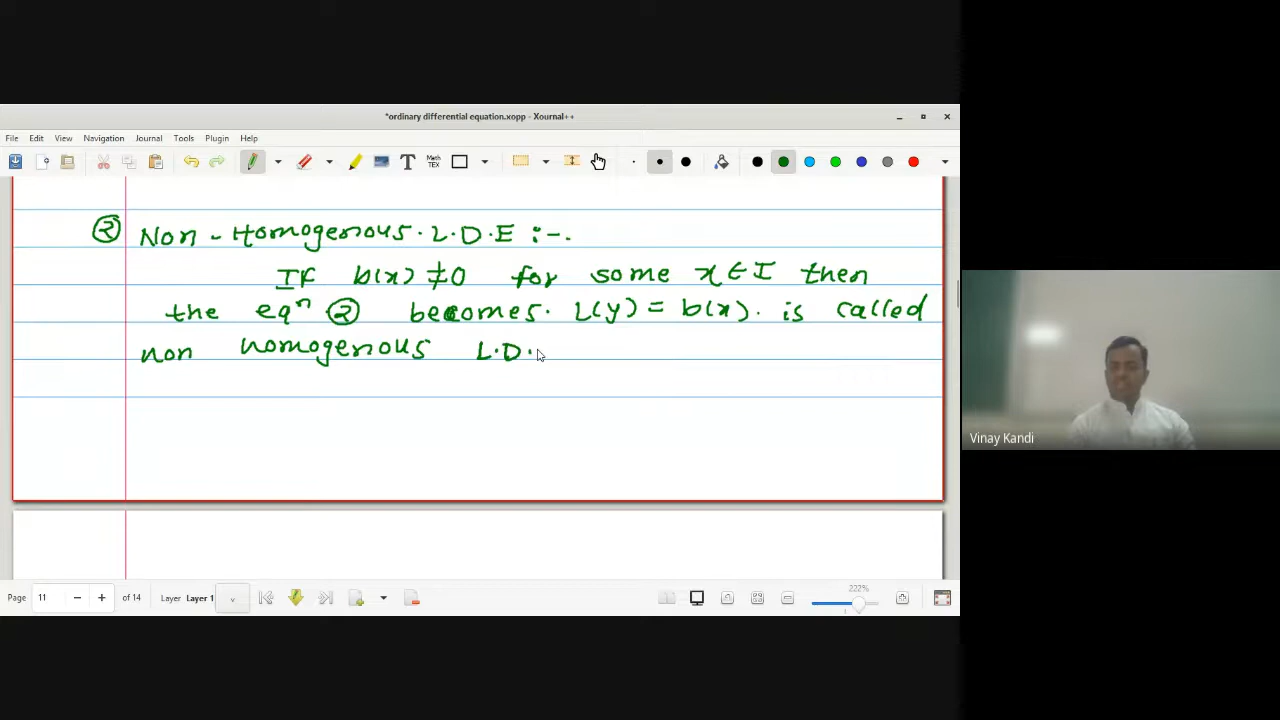 *ordinary differential equation.xopp - Xournal++
File Edit View Navigation Journal Tools Plugin Help
② Non - Homogenous. L.D.E :-.
If b(x) ≠ 0 for some x ∈ I then
the eqⁿ ② becomes. L(y) = b(x). is called
non homogenous L.D.
Vinay Kandi
222%
Page 11 of 14 Layer Layer 1